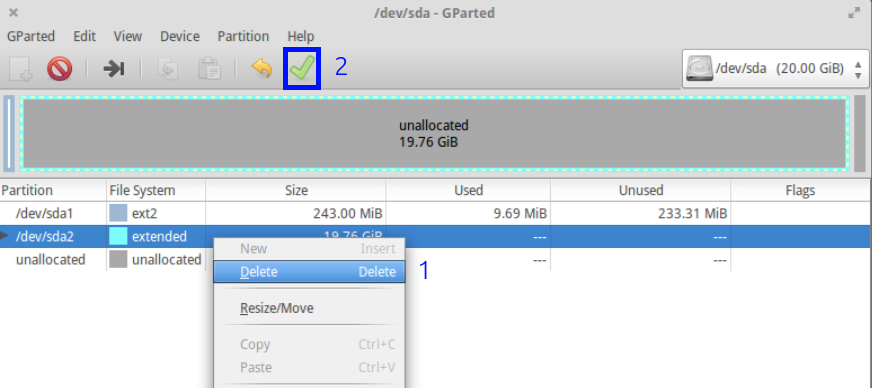 /dev/sda - GParted
GParted Edit View Device Partition Help
2
/dev/sda (20.00 GiB)
unallocated
19.76 GiB
Partition File System Size Used Unused Flags
/dev/sda1 ext2 243.00 MiB 9.69 MiB 233.31 MiB
/dev/sda2 extended 19.76 GiB --- ---
unallocated unallocated --- ---
New Insert
Delete Delete 1
Resize/Move
Copy Ctrl+C
Paste Ctrl+V